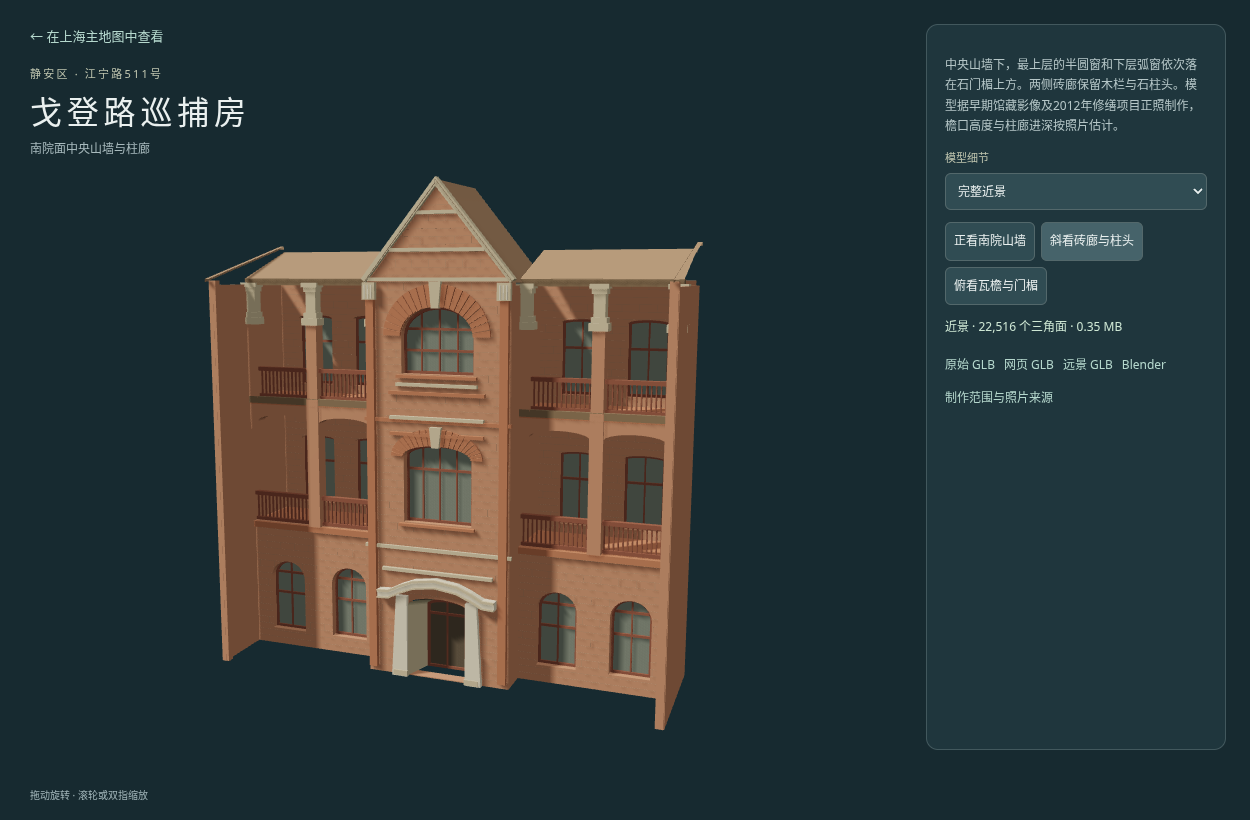 ← 在上海主地图中查看
静安区 · 江宁路511号
戈登路巡捕房
南院面中央山墙与柱廊
中央山墙下，最上层的半圆窗和下层弧窗依次落
在石门楣上方。两侧砖廊保留木栏与石柱头。模
型据早期馆藏影像及2012年修缮项目正照制作，
檐口高度与柱廊进深按照片估计。
模型细节
完整近景
正看南院山墙
斜看砖廊与柱头
俯看瓦檐与门楣
近景 · 22,516 个三角面 · 0.35 MB
原始 GLB 网页 GLB 远景 GLB Blender
制作范围与照片来源
拖动旋转 · 滚轮或双指缩放